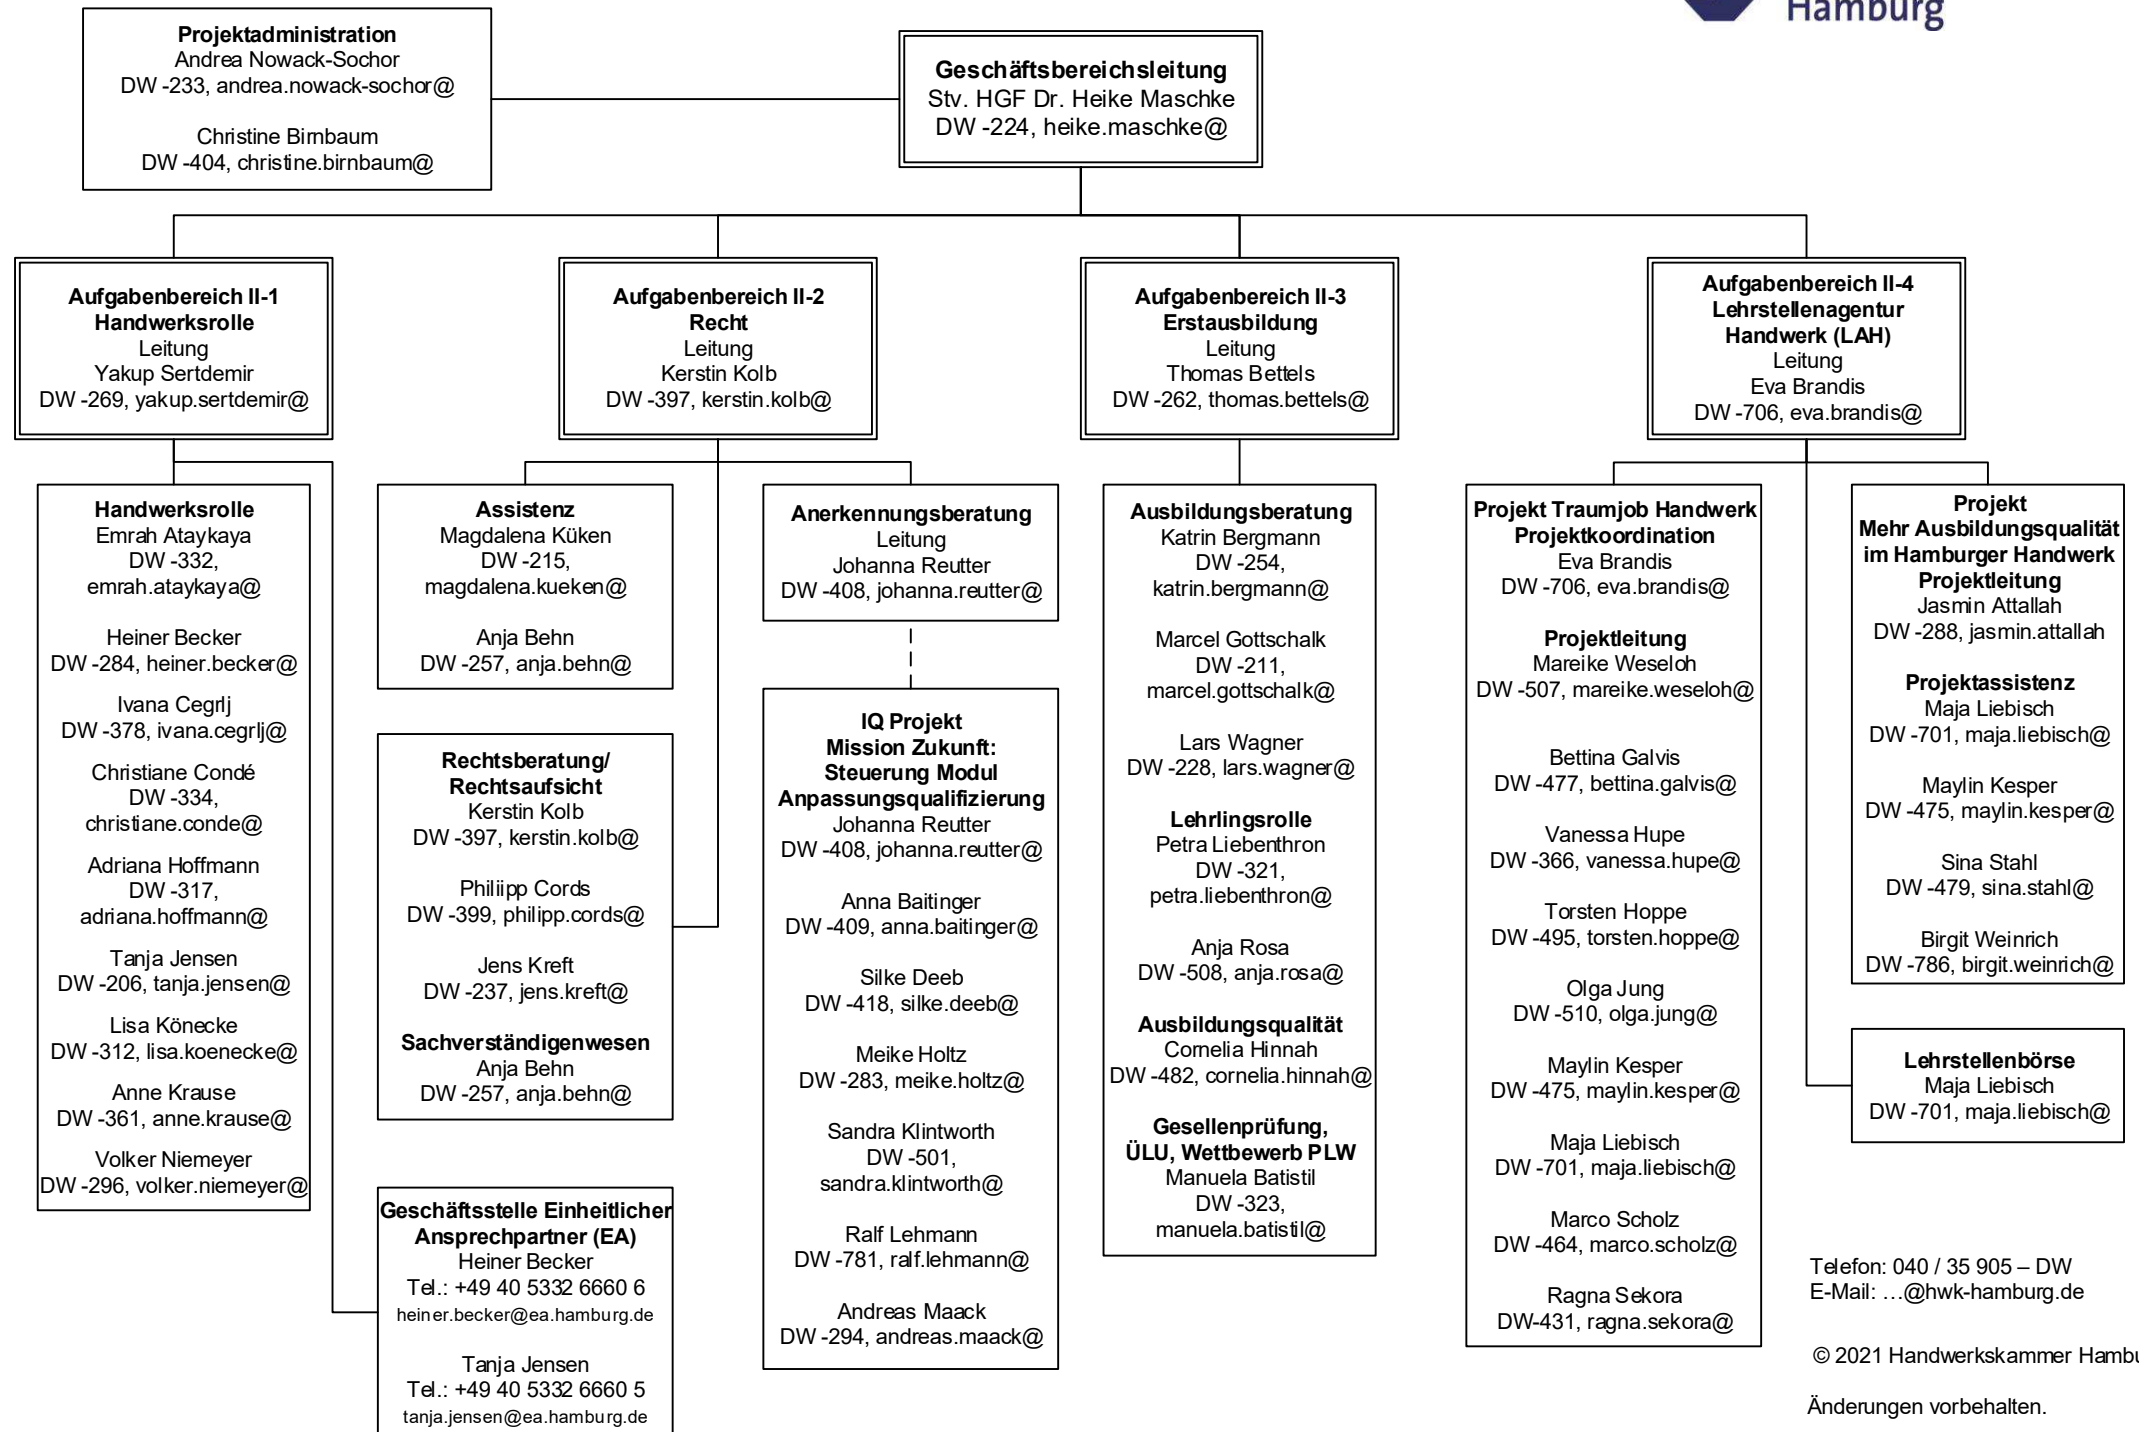 Hamburg
Projektadministration
Andrea Nowack-Sochor
DW -233, andrea.nowack-sochor@
Christine Birnbaum
DW -404, christine.birnbaum@
Geschäftsbereichsleitung
Stv. HGF Dr. Heike Maschke
DW -224, heike.maschke@
Aufgabenbereich II-1
Handwerksrolle
Leitung
Yakup Sertdemir
DW -269, yakup.sertdemir@
Aufgabenbereich II-2
Recht
Leitung
Kerstin Kolb
DW -397, kerstin.kolb@
Aufgabenbereich II-3
Erstausbildung
Leitung
Thomas Bettels
DW -262, thomas.bettels@
Aufgabenbereich II-4
Lehrstellenagentur
Handwerk (LAH)
Leitung
Eva Brandis
DW -706, eva.brandis@
Handwerksrolle
Emrah Ataykaya
DW -332,
emrah.ataykaya@
Heiner Becker
DW -284, heiner.becker@
Ivana Cegrlj
DW -378, ivana.cegrlj@
Christiane Condé
DW -334,
christiane.conde@
Adriana Hoffmann
DW -317,
adriana.hoffmann@
Tanja Jensen
DW -206, tanja.jensen@
Lisa Könecke
DW -312, lisa.koenecke@
Anne Krause
DW -361, anne.krause@
Volker Niemeyer
DW -296, volker.niemeyer@
Assistenz
Magdalena Küken
DW -215,
magdalena.kueken@
Anja Behn
DW -257, anja.behn@
Rechtsberatung/
Rechtsaufsicht
Kerstin Kolb
DW -397, kerstin.kolb@
Philiipp Cords
DW -399, philipp.cords@
Jens Kreft
DW -237, jens.kreft@
Sachverständigenwesen
Anja Behn
DW -257, anja.behn@
Geschäftsstelle Einheitlicher
Ansprechpartner (EA)
Heiner Becker
Tel.: +49 40 5332 6660 6
heiner.becker@ea.hamburg.de
Tanja Jensen
Tel.: +49 40 5332 6660 5
tanja.jensen@ea.hamburg.de
Anerkennungsberatung
Leitung
Johanna Reutter
DW -408, johanna.reutter@
IQ Projekt
Mission Zukunft:
Steuerung Modul
Anpassungsqualifizierung
Johanna Reutter
DW -408, johanna.reutter@
Anna Baitinger
DW -409, anna.baitinger@
Silke Deeb
DW -418, silke.deeb@
Meike Holtz
DW -283, meike.holtz@
Sandra Klintworth
DW -501,
sandra.klintworth@
Ralf Lehmann
DW -781, ralf.lehmann@
Andreas Maack
DW -294, andreas.maack@
Ausbildungsberatung
Katrin Bergmann
DW -254,
katrin.bergmann@
Marcel Gottschalk
DW -211,
marcel.gottschalk@
Lars Wagner
DW -228, lars.wagner@
Lehrlingsrolle
Petra Liebenthron
DW -321,
petra.liebenthron@
Anja Rosa
DW -508, anja.rosa@
Ausbildungsqualität
Cornelia Hinnah
DW -482, cornelia.hinnah@
Gesellenprüfung,
ÜLU, Wettbewerb PLW
Manuela Batistil
DW -323,
manuela.batistil@
Projekt Traumjob Handwerk
Projektkoordination
Eva Brandis
DW -706, eva.brandis@
Projektleitung
Mareike Weseloh
DW -507, mareike.weseloh@
Bettina Galvis
DW -477, bettina.galvis@
Vanessa Hupe
DW -366, vanessa.hupe@
Torsten Hoppe
DW -495, torsten.hoppe@
Olga Jung
DW -510, olga.jung@
Maylin Kesper
DW -475, maylin.kesper@
Maja Liebisch
DW -701, maja.liebisch@
Marco Scholz
DW -464, marco.scholz@
Ragna Sekora
DW-431, ragna.sekora@
Projekt
Mehr Ausbildungsqualität
im Hamburger Handwerk
Projektleitung
Jasmin Attallah
DW -288, jasmin.attallah
Projektassistenz
Maja Liebisch
DW -701, maja.liebisch@
Maylin Kesper
DW -475, maylin.kesper@
Sina Stahl
DW -479, sina.stahl@
Birgit Weinrich
DW -786, birgit.weinrich@
Lehrstellenbörse
Maja Liebisch
DW -701, maja.liebisch@
Telefon: 040 / 35 905 – DW
E-Mail: …@hwk-hamburg.de
© 2021 Handwerkskammer Hambu
Änderungen vorbehalten.